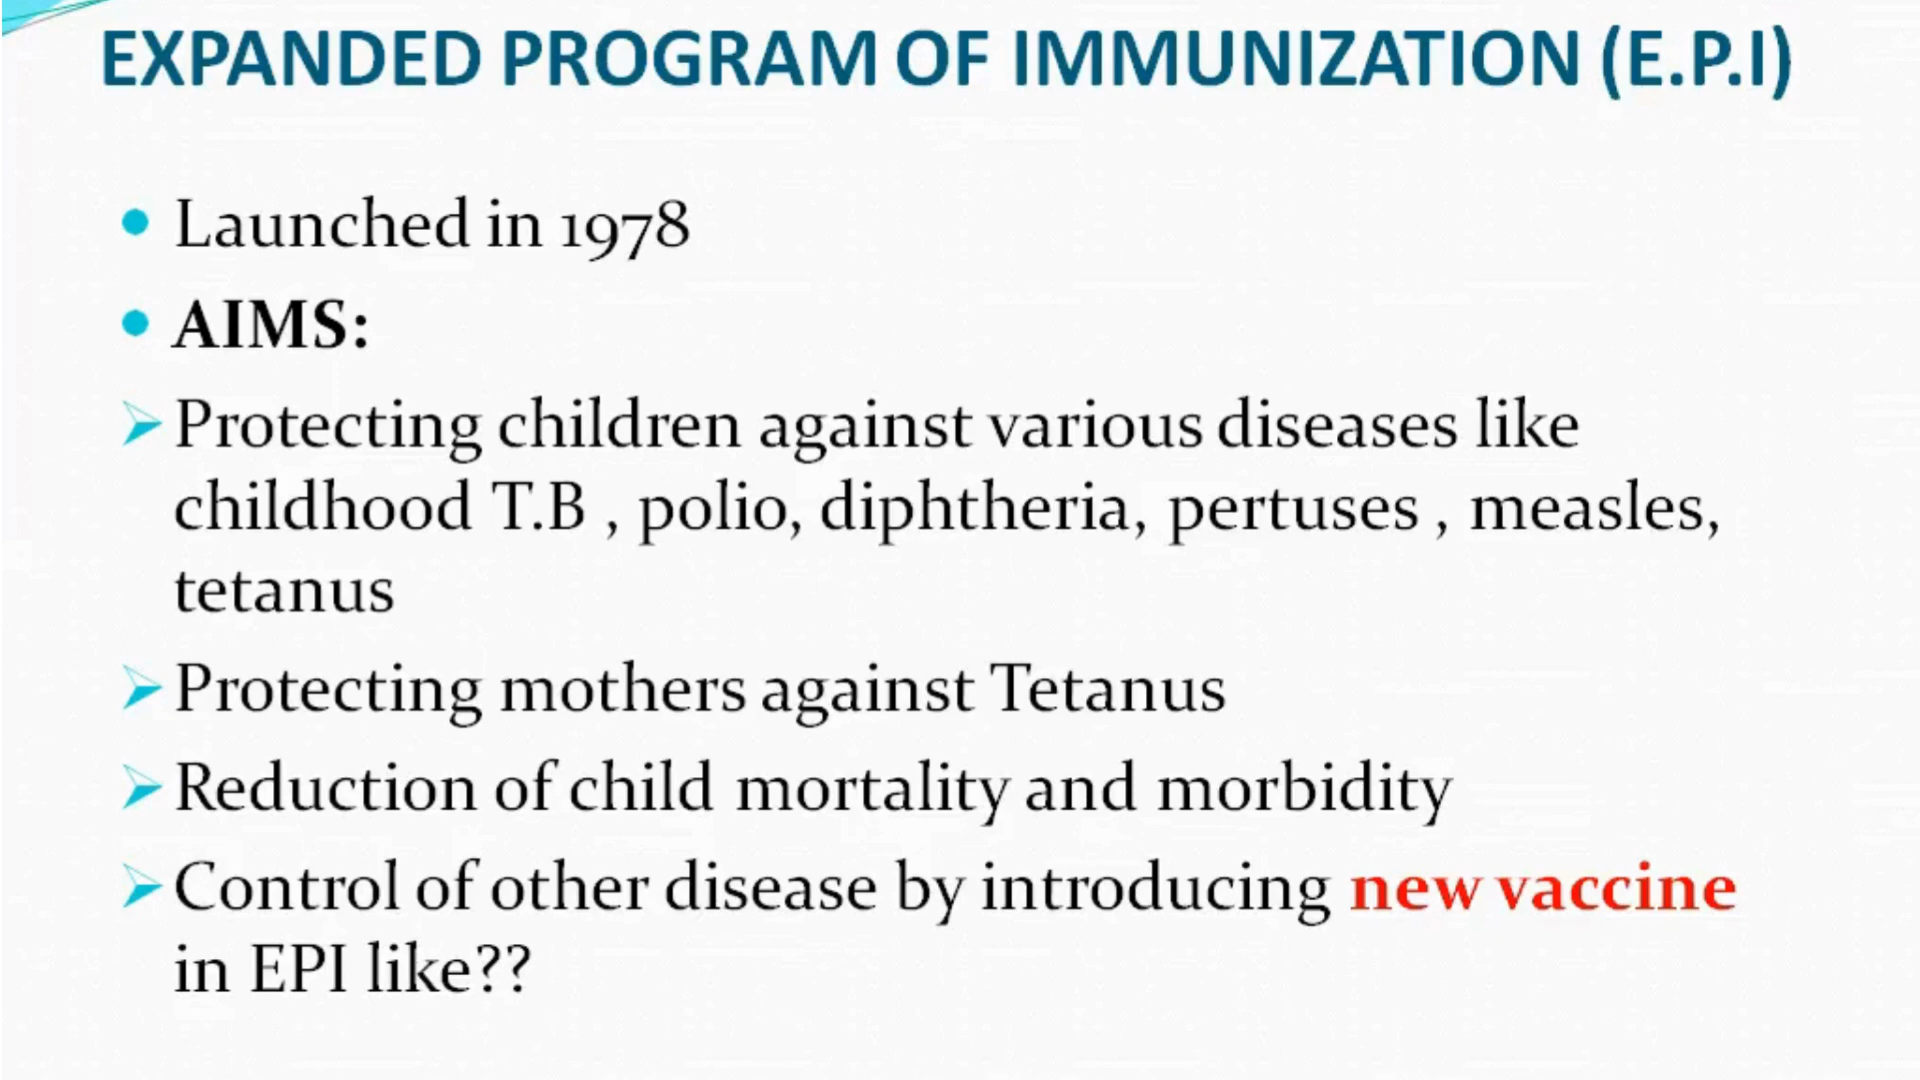 EXPANDED PROGRAM OF IMMUNIZATION (E.P.I)
Launched in 1978
AIMS:
Protecting children against various diseases like
childhood T.B , polio, diphtheria, pertuses , measles,
tetanus
Protecting mothers against Tetanus
Reduction of child mortality and morbidity
Control of other disease by introducing new vaccine
in EPI like??